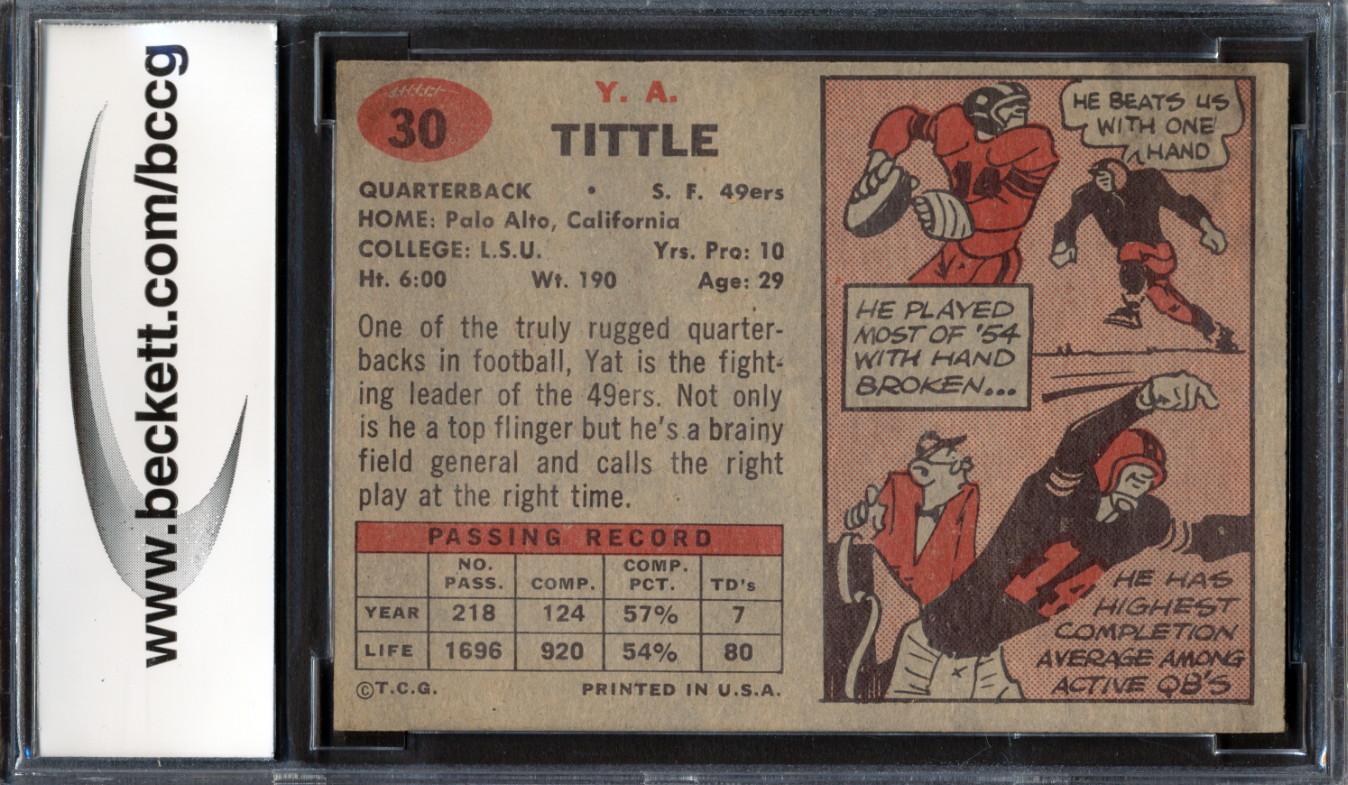 www.beckett.com/bccg
30
Y. A.
TITTLE
QUARTERBACK • S. F. 49ers
HOME: Palo Alto, California
COLLEGE: L.S.U. Yrs. Pro: 10
Ht. 6:00 Wt. 190 Age: 29
One of the truly rugged quarter-
backs in football, Yat is the fight-
ing leader of the 49ers. Not only
is he a top flinger but he's a brainy
field general and calls the right
play at the right time.
PASSING RECORD
NO. PASS. COMP. COMP. PCT. TD's
YEAR 218 124 57% 7
LIFE 1696 920 54% 80
©T.C.G. PRINTED IN U.S.A.
HE BEATS US
WITH ONE
HAND
14
HE PLAYED
MOST OF '54
WITH HAND
BROKEN...
14
HE HAS
HIGHEST
COMPLETION
AVERAGE AMONG
ACTIVE QB'S